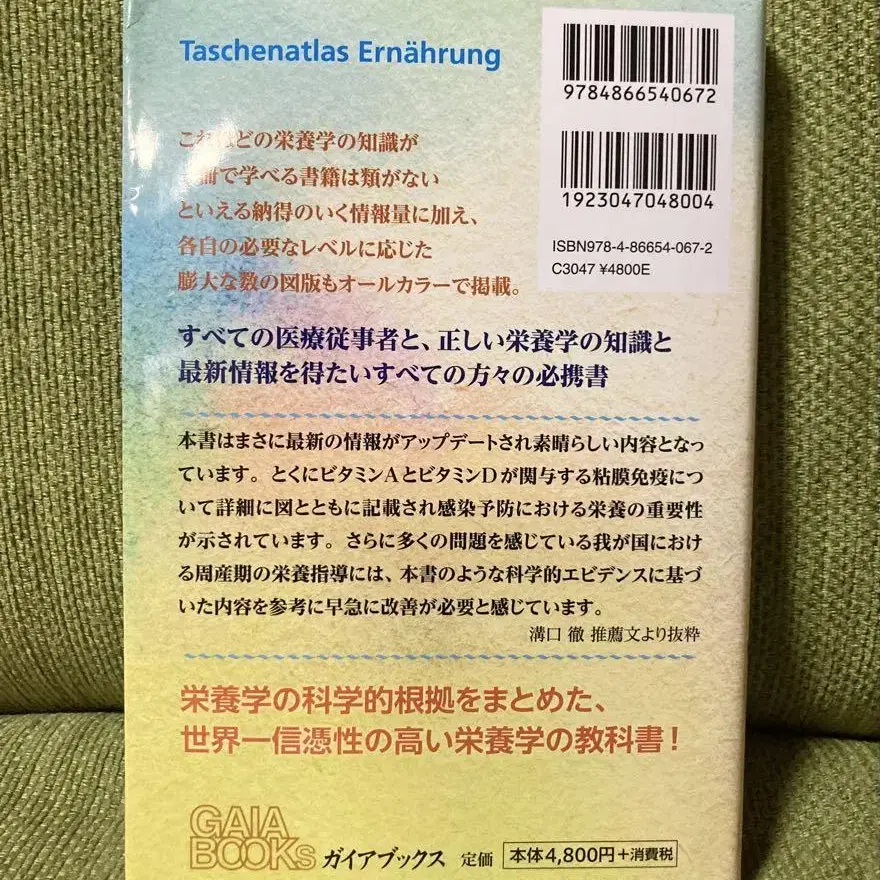 Taschenatlas Ernährung
9784866540672
1923047048004
ISBN978-4-86654-067-2
C3047 ¥4800E
これほどの栄養学の知識が
冊で学べる書籍は類がない
といえる納得のいく情報量に加え、
各自の必要なレベルに応じた
膨大な数の図版もオールカラーで掲載。
すべての医療従事者と、正しい栄養学の知識と
最新情報を得たいすべての方々の必携書
本書はまさに最新の情報がアップデートされ素晴らしい内容となっ
ています。とくにビタミンAとビタミンDが関与する粘膜免疫につ
いて詳細に図とともに記載され感染予防における栄養の重要性
が示されています。さらに多くの問題を感じている我が国におけ
る周産期の栄養指導には、本書のような科学的エビデンスに基づ
いた内容を参考に早急に改善が必要と感じています。
溝口 徹 推薦文より抜粋
栄養学の科学的根拠をまとめた、
世界一信憑性の高い栄養学の教科書！
GAIA
BOOKS ガイアブックス 定価 本体4,800円+消費税